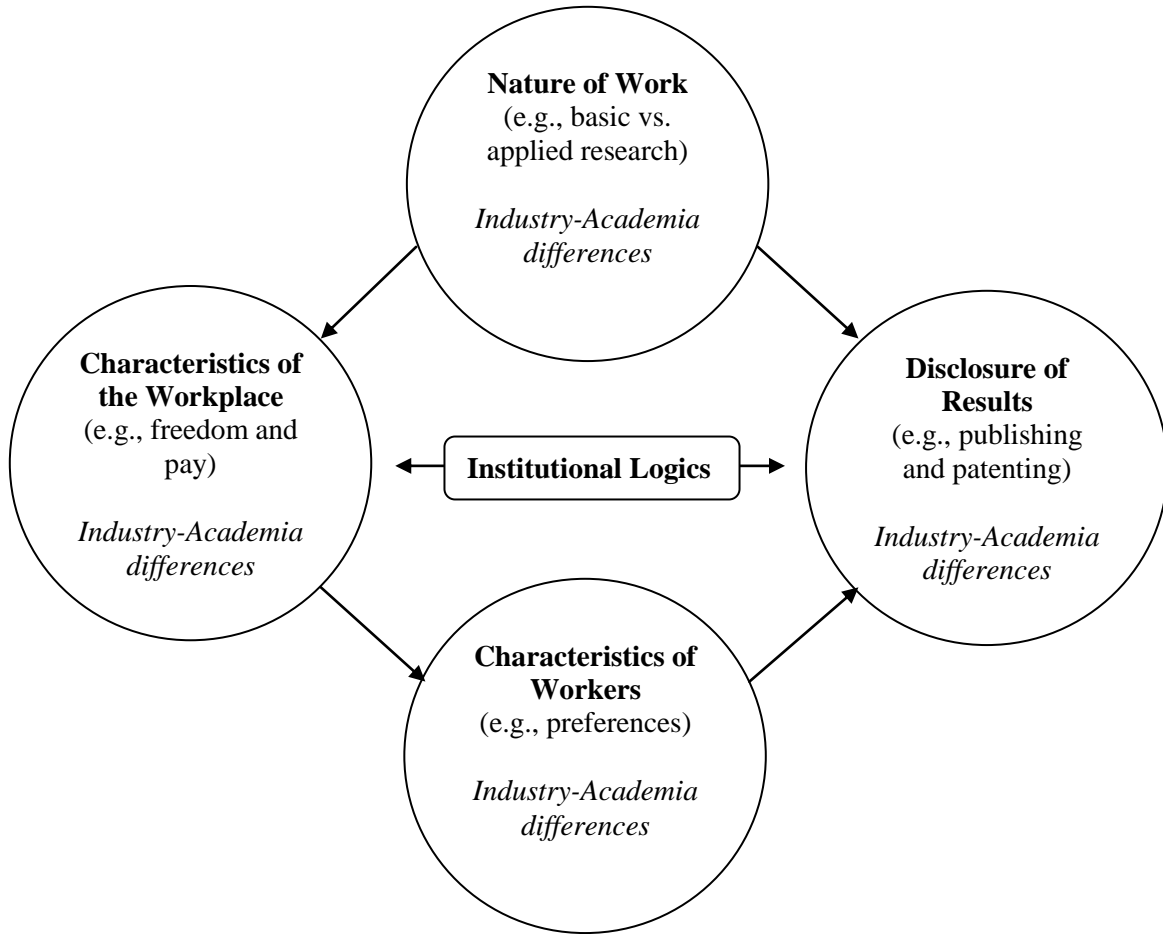 Nature of Work
(e.g., basic vs.
applied research)
Industry-Academia
differences
Characteristics of
the Workplace
(e.g., freedom and
pay)
Industry-Academia
differences
Institutional Logics
Disclosure of
Results
(e.g., publishing
and patenting)
Industry-Academia
differences
Characteristics of
Workers
(e.g., preferences)
Industry-Academia
differences